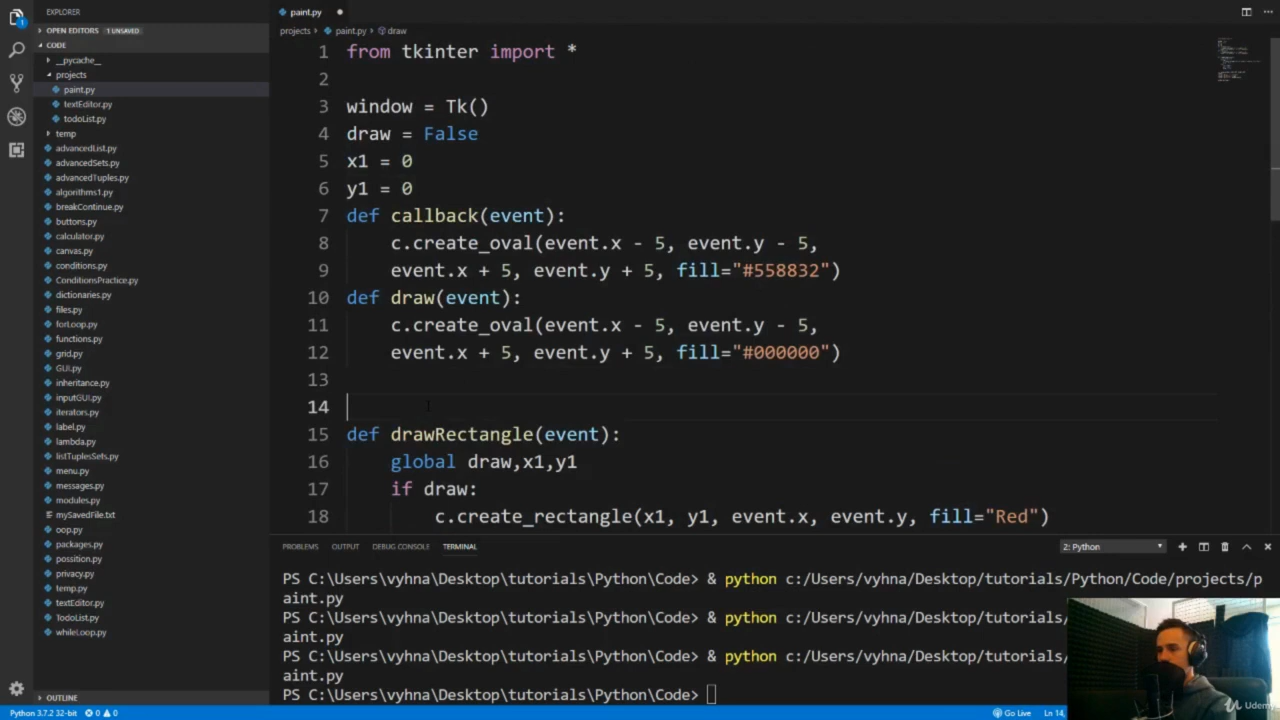 EXPLORER
OPEN EDITORS 1 UNSAVED
CODE
__pycache__
projects
paint.py
textEditor.py
todoList.py
temp
advancedList.py
advancedSets.py
advancedTuples.py
algorithms1.py
breakContinue.py
buttons.py
calculator.py
canvas.py
conditions.py
ConditionsPractice.py
dictionaries.py
files.py
forLoop.py
functions.py
grid.py
GUI.py
inheritance.py
inputGUI.py
iterators.py
label.py
lambda.py
listTuplesSets.py
menu.py
messages.py
modules.py
mySavedFile.txt
oop.py
packages.py
possition.py
privacy.py
temp.py
textEditor.py
TodoList.py
whileLoop.py
OUTLINE
paint.py
projects paint.py draw
1 from tkinter import *
2
3 window = Tk()
4 draw = False
5 x1 = 0
6 y1 = 0
7 def callback(event):
8 c.create_oval(event.x - 5, event.y - 5,
9 event.x + 5, event.y + 5, fill="#558832")
10 def draw(event):
11 c.create_oval(event.x - 5, event.y - 5,
12 event.x + 5, event.y + 5, fill="#000000")
13
14
15 def drawRectangle(event):
16 global draw,x1,y1
17 if draw:
18 c.create_rectangle(x1, y1, event.x, event.y, fill="Red")
PROBLEMS OUTPUT DEBUG CONSOLE TERMINAL 2: Python
PS C:\Users\vyhna\Desktop\tutorials\Python\Code> & python c:/Users/vyhna/Desktop/tutorials/Python/Code/projects/p
aint.py
PS C:\Users\vyhna\Desktop\tutorials\Python\Code> & python c:/Users/vyhna/Desktop/tutorials/
aint.py
PS C:\Users\vyhna\Desktop\tutorials\Python\Code> & python c:/Users/vyhna/Desktop/tutorials/
aint.py
PS C:\Users\vyhna\Desktop\tutorials\Python\Code>
Python 3.7.2 32-bit 0 0 Go Live Ln 14,
Udemy